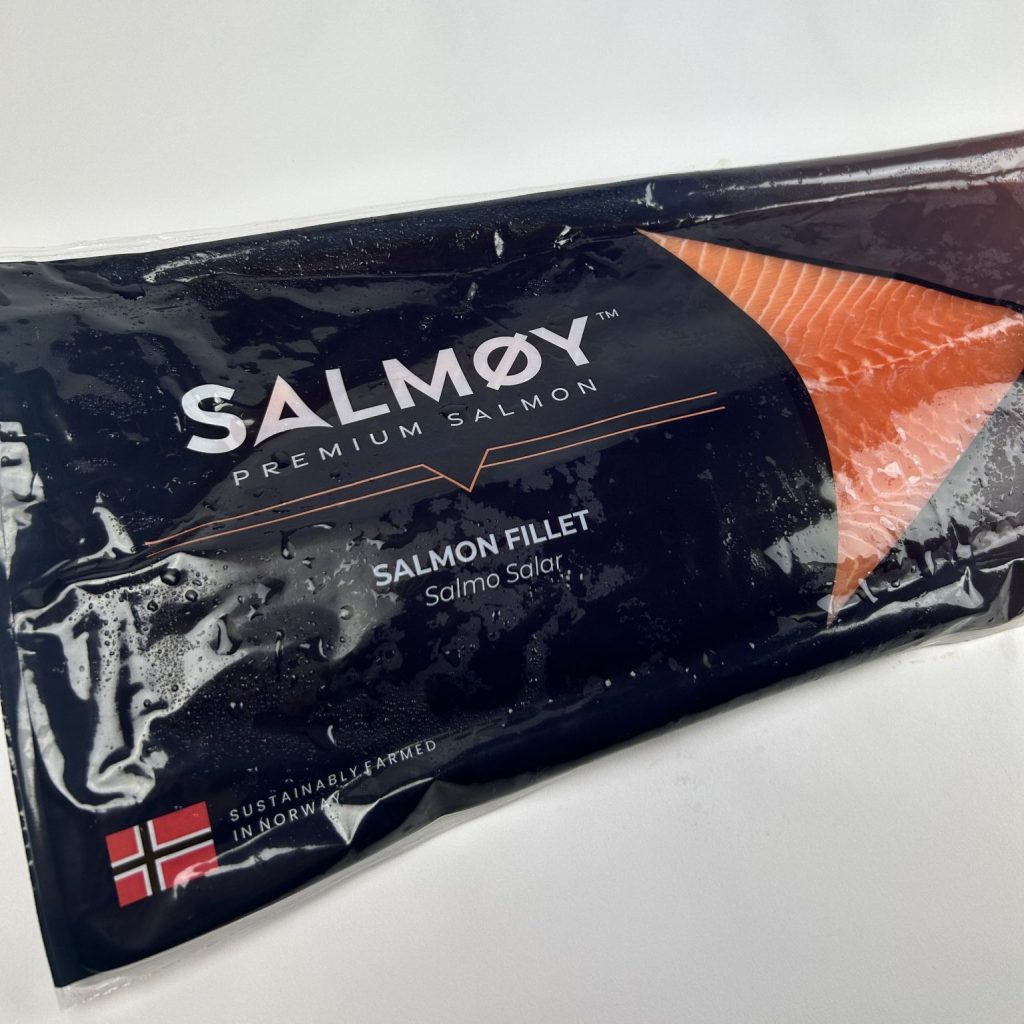 SALMØY™
PREMIUM SALMON
SALMON FILLET
Salmo Salar
SUSTAINABLY FARMED
IN NORWAY